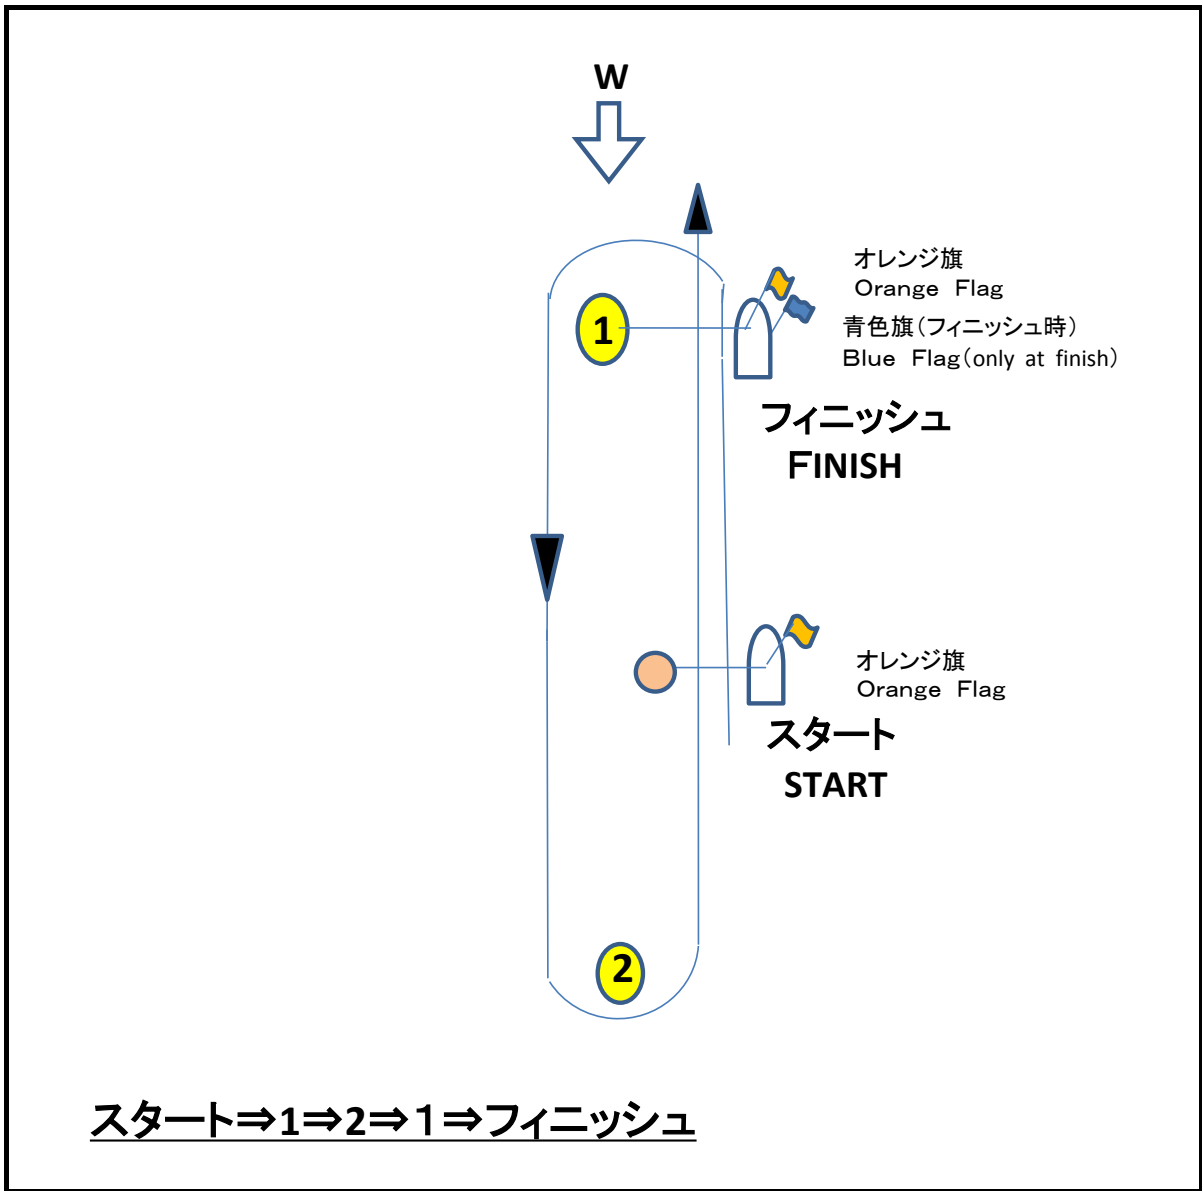 W
オレンジ旗
Orange Flag
1
青色旗(フィニッシュ時)
Blue Flag(only at finish)
フィニッシュ
FINISH
オレンジ旗
Orange Flag
スタート
START
2
スタート⇒1⇒2⇒１⇒フィニッシュ